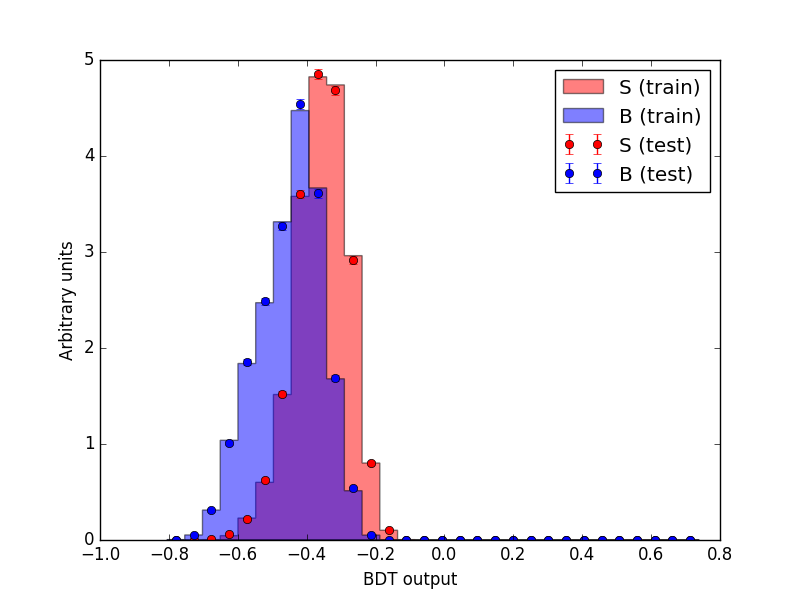 5
4
3
2
1
0
Arbitrary units
S (train)
B (train)
S (test)
B (test)
−1.0 −0.8 −0.6 −0.4 −0.2 0.0 0.2 0.4 0.6 0.8
BDT output